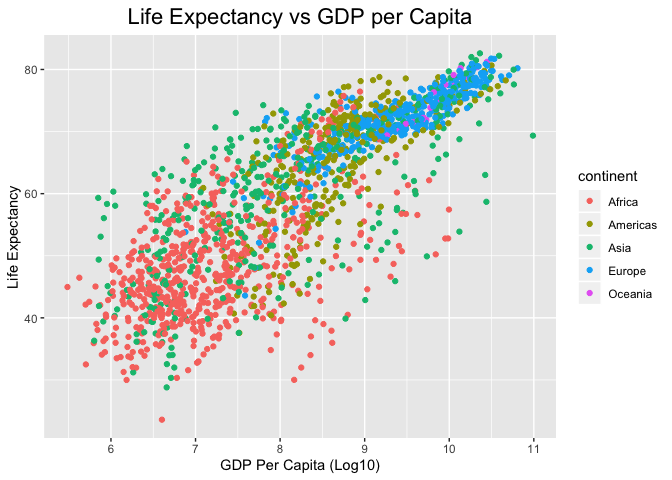 Life Expectancy vs GDP per Capita
80
60
40
Life Expectancy
6 7 8 9 10 11
GDP Per Capita (Log10)
continent
Africa
Americas
Asia
Europe
Oceania